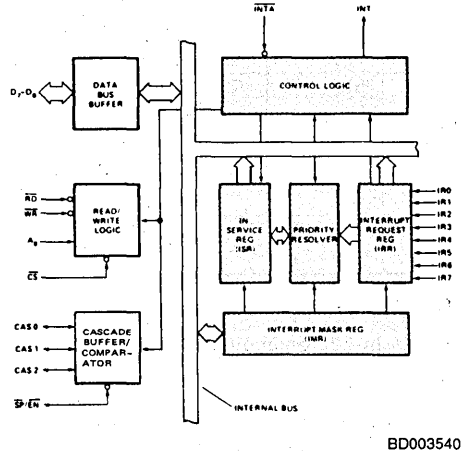 INTA
INT
D7-D0
DATA
BUS
BUFFER
CONTROL LOGIC
RD
WR
A0
CS
READ/
WRITE
LOGIC
IN
SERVICE
REG
(ISR)
PRIORITY
RESOLVER
INTERRUPT
REQUEST
REG
(IRR)
IR0
IR1
IR2
IR3
IR4
IR5
IR6
IR7
CAS 0
CAS 1
CAS 2
CASCADE
BUFFER/
COMPAR-
ATOR
INTERRUPT MASK REG
(IMR)
SP/EN
INTERNAL BUS
BD003540